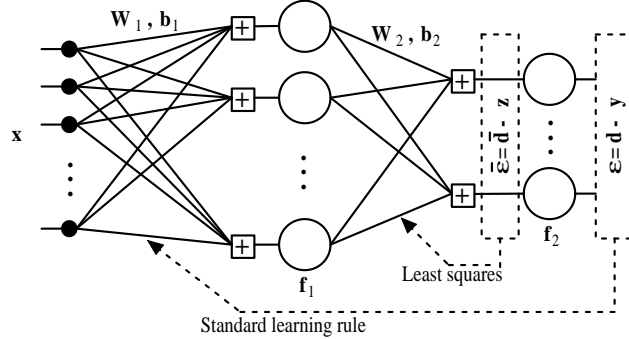 W1 , b1
W2 , b2
x
+
+
+
+
+
ε̄ = d̄ - z
ε = d - y
f1
f2
Least squares
Standard learning rule